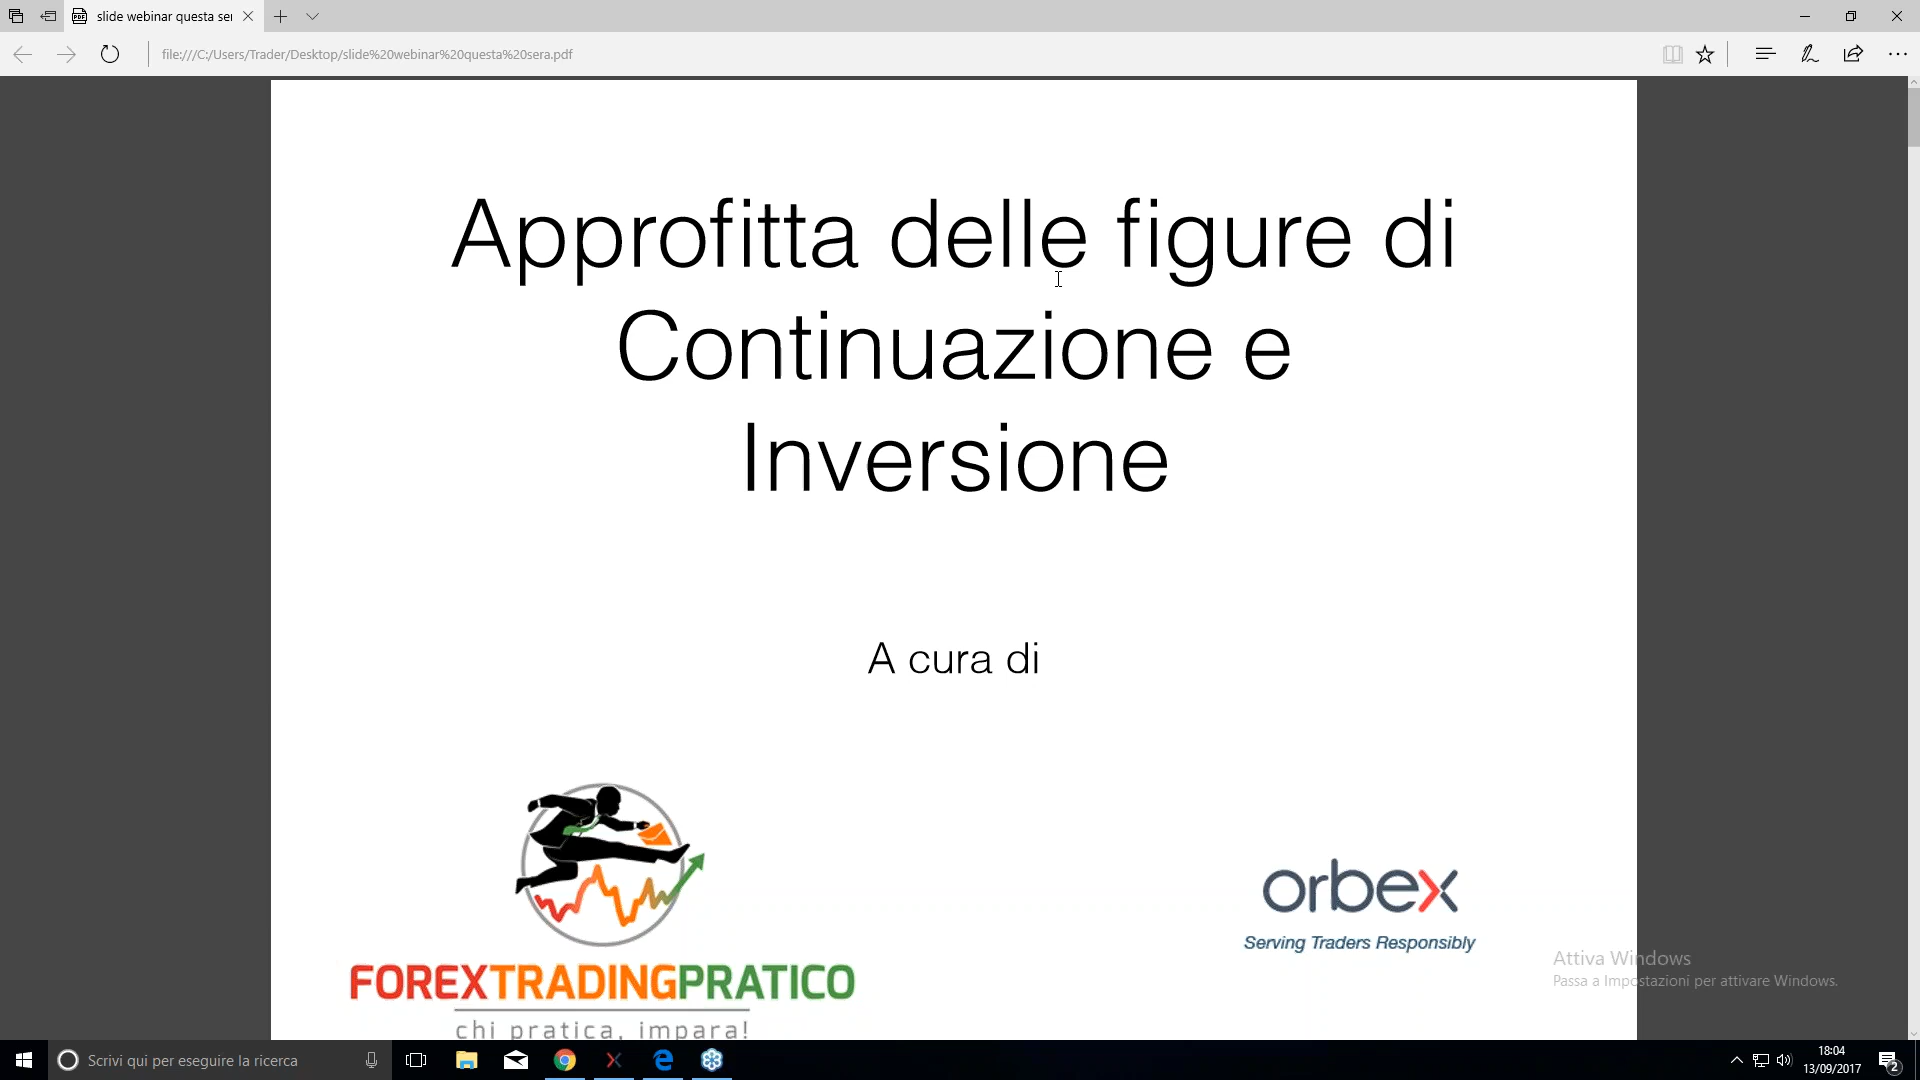 slide webinar questa ser
file:///C:/Users/Trader/Desktop/slide%20webinar%20questa%20sera.pdf
Approfitta delle figure di
Continuazione e
Inversione
A cura di
FOREXTRADINGPRATICO
chi pratica, impara!
orbex
Serving Traders Responsibly
Attiva Windows
Passa a Impostazioni per attivare Windows.
Scrivi qui per eseguire la ricerca
18:04
13/09/2017
2